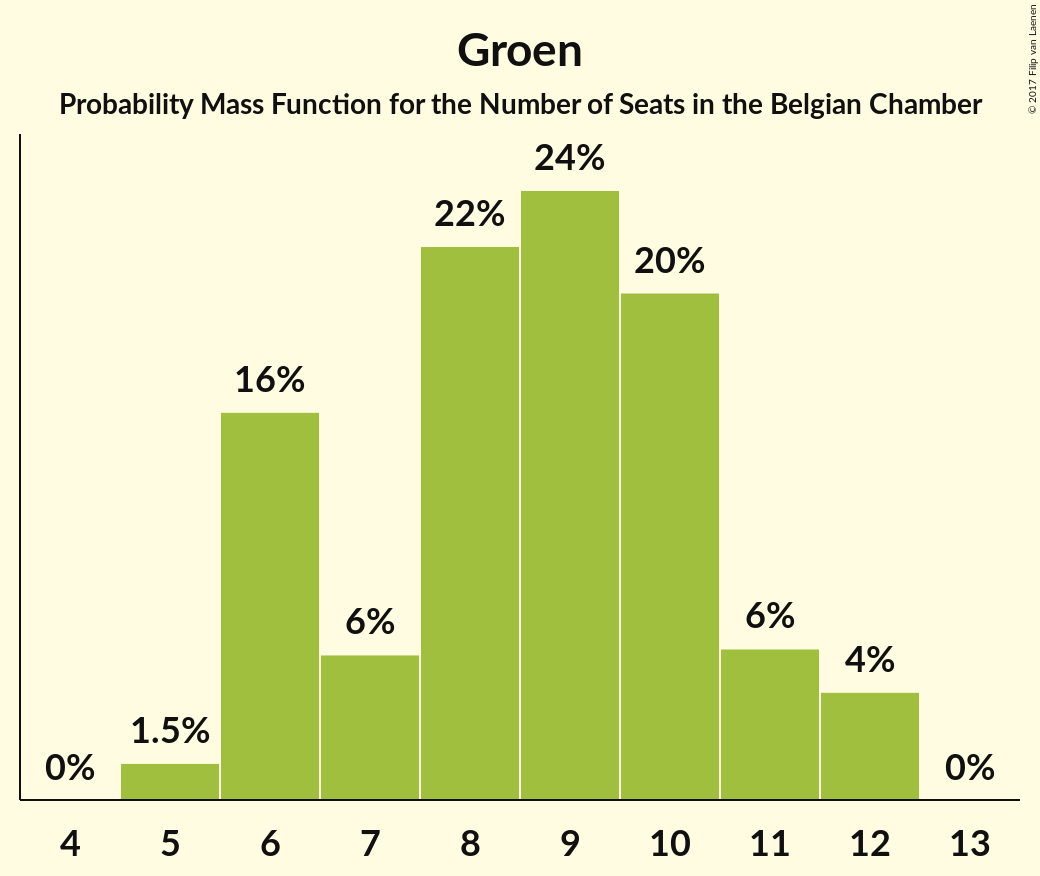 Groen
Probability Mass Function for the Number of Seats in the Belgian Chamber
© 2017 Filip van Laenen
24%
22%
20%
16%
6%
6%
4%
1.5%
0%
0%
4 5 6 7 8 9 10 11 12 13